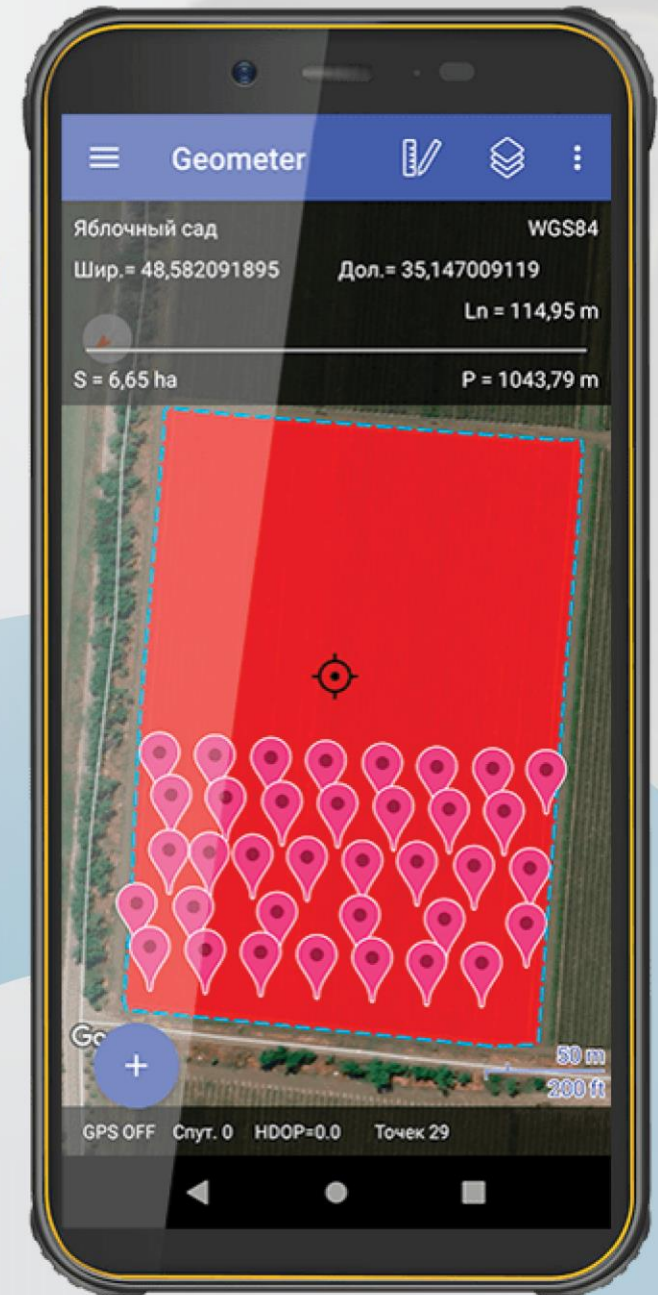 Geometer
Яблочный сад WGS84
Шир.= 48,582091895 Дол.= 35,147009119
Ln = 114,95 m
S = 6,65 ha P = 1043,79 m
50 m
200 ft
GPS OFF Спут. 0 HDOP=0.0 Точек 29